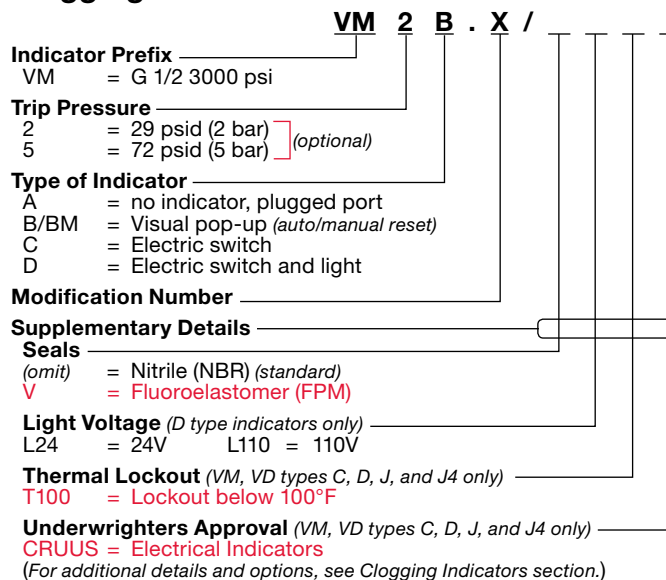 VM 2 B . X /
Indicator Prefix
VM = G 1/2 3000 psi
Trip Pressure
2 = 29 psid (2 bar)
5 = 72 psid (5 bar)
(optional)
Type of Indicator
A = no indicator, plugged port
B/BM = Visual pop-up (auto/manual reset)
C = Electric switch
D = Electric switch and light
Modification Number
Supplementary Details
Seals
(omit) = Nitrile (NBR) (standard)
V = Fluoroelastomer (FPM)
Light Voltage (D type indicators only)
L24 = 24V L110 = 110V
Thermal Lockout (VM, VD types C, D, J, and J4 only)
T100 = Lockout below 100°F
Underwrighters Approval (VM, VD types C, D, J, and J4 only)
CRUUS = Electrical Indicators
(For additional details and options, see Clogging Indicators section.)